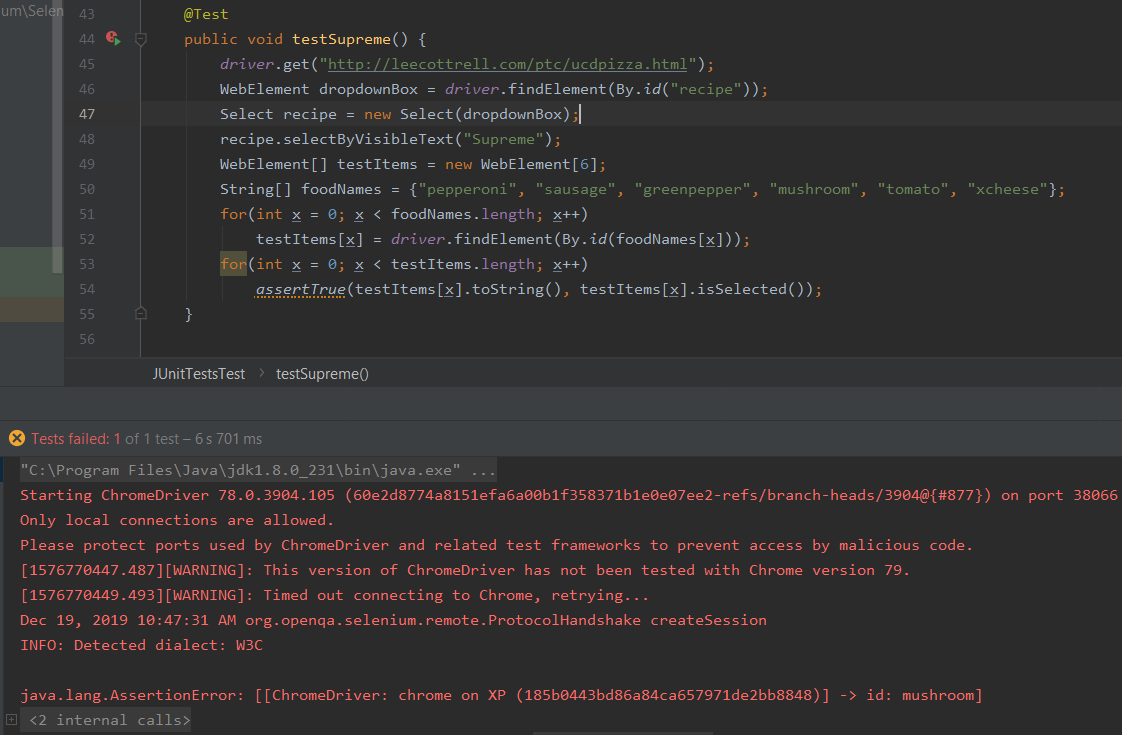 um\Selen
43 @Test
44 public void testSupreme() {
45 driver.get("http://leecottrell.com/ptc/ucdpizza.html");
46 WebElement dropdownBox = driver.findElement(By.id("recipe"));
47 Select recipe = new Select(dropdownBox);
48 recipe.selectByVisibleText("Supreme");
49 WebElement[] testItems = new WebElement[6];
50 String[] foodNames = {"pepperoni", "sausage", "greenpepper", "mushroom", "tomato", "xcheese"};
51 for(int x = 0; x < foodNames.length; x++)
52 testItems[x] = driver.findElement(By.id(foodNames[x]));
53 for(int x = 0; x < testItems.length; x++)
54 assertTrue(testItems[x].toString(), testItems[x].isSelected());
55 }
56
JUnitTestsTest > testSupreme()
Tests failed: 1 of 1 test – 6 s 701 ms
"C:\Program Files\Java\jdk1.8.0_231\bin\java.exe" ...
Starting ChromeDriver 78.0.3904.105 (60e2d8774a8151efa6a00b1f358371b1e0e07ee2-refs/branch-heads/3904@{#877}) on port 38066
Only local connections are allowed.
Please protect ports used by ChromeDriver and related test frameworks to prevent access by malicious code.
[1576770447.487][WARNING]: This version of ChromeDriver has not been tested with Chrome version 79.
[1576770449.493][WARNING]: Timed out connecting to Chrome, retrying...
Dec 19, 2019 10:47:31 AM org.openqa.selenium.remote.ProtocolHandshake createSession
INFO: Detected dialect: W3C
java.lang.AssertionError: [[ChromeDriver: chrome on XP (185b0443bd86a84ca657971de2bb8848)] -> id: mushroom]
<2 internal calls>